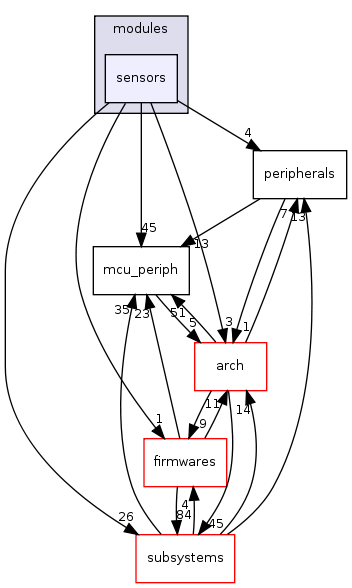 modules
sensors
4
peripherals
7 13
45
13
mcu_periph
35 23
51
5
3
1
arch
11
14
1
9
firmwares
4
84
26
45
subsystems